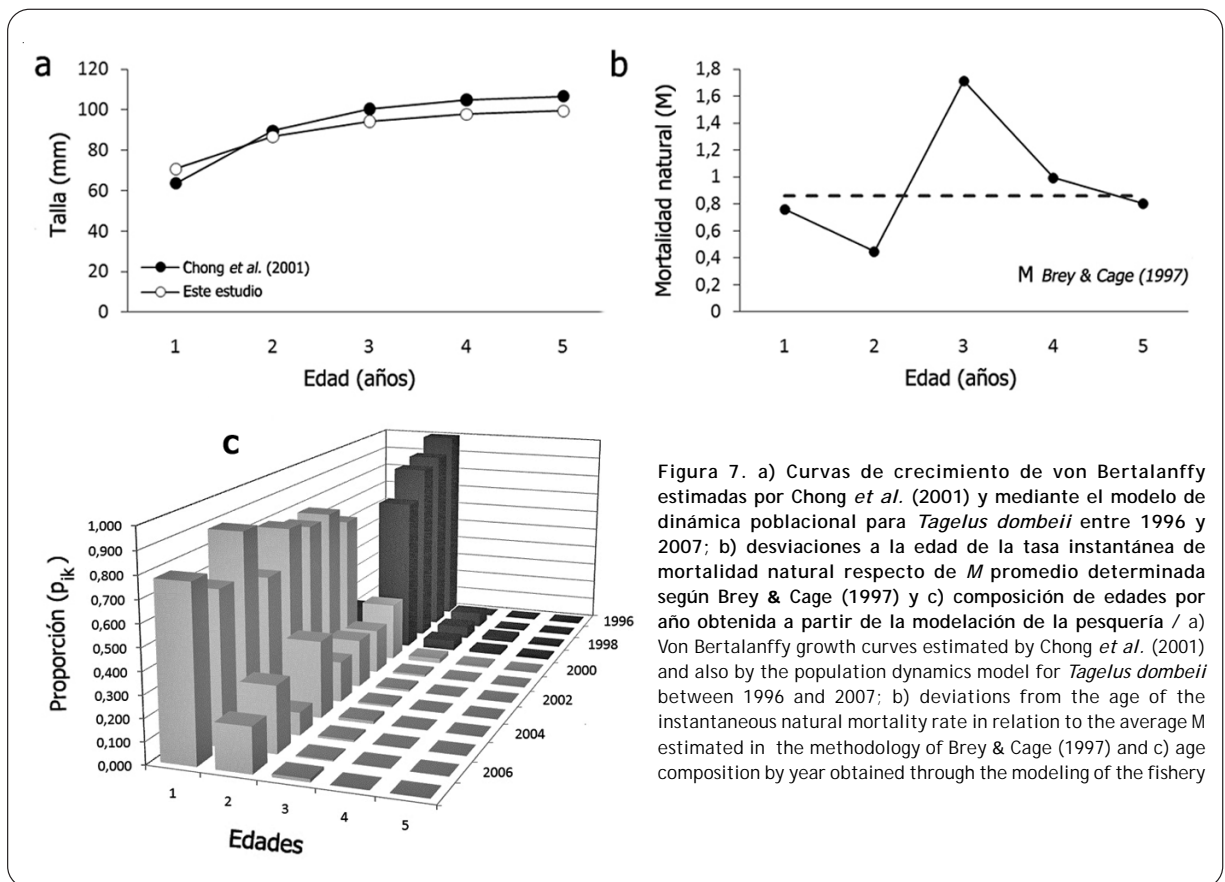 a
120
100
80
60
40
20
0
Talla (mm)
Chong et al. (2001)
Este estudio
1 2 3 4 5
Edad (años)
b
1,8
1,6
1,4
1,2
1
0,8
0,6
0,4
0,2
0
Mortalidad natural (M)
M Brey & Cage (1997)
1 2 3 4 5
Edad (años)
c
1,000
0,900
0,800
0,700
0,600
0,500
0,400
0,300
0,200
0,100
0,000
Proporción (pik)
1 2 3 4 5
Edades
1996
1998
2000
2002
2004
2006
Figura 7. a) Curvas de crecimiento de von Bertalanffy
estimadas por Chong et al. (2001) y mediante el modelo de
dinámica poblacional para Tagelus dombeii entre 1996 y
2007; b) desviaciones a la edad de la tasa instantánea de
mortalidad natural respecto de M promedio determinada
según Brey & Cage (1997) y c) composición de edades por
año obtenida a partir de la modelación de la pesquería / a)
Von Bertalanffy growth curves estimated by Chong et al. (2001)
and also by the population dynamics model for Tagelus dombeii
between 1996 and 2007; b) deviations from the age of the
instantaneous natural mortality rate in relation to the average M
estimated in the methodology of Brey & Cage (1997) and c) age
composition by year obtained through the modeling of the fishery